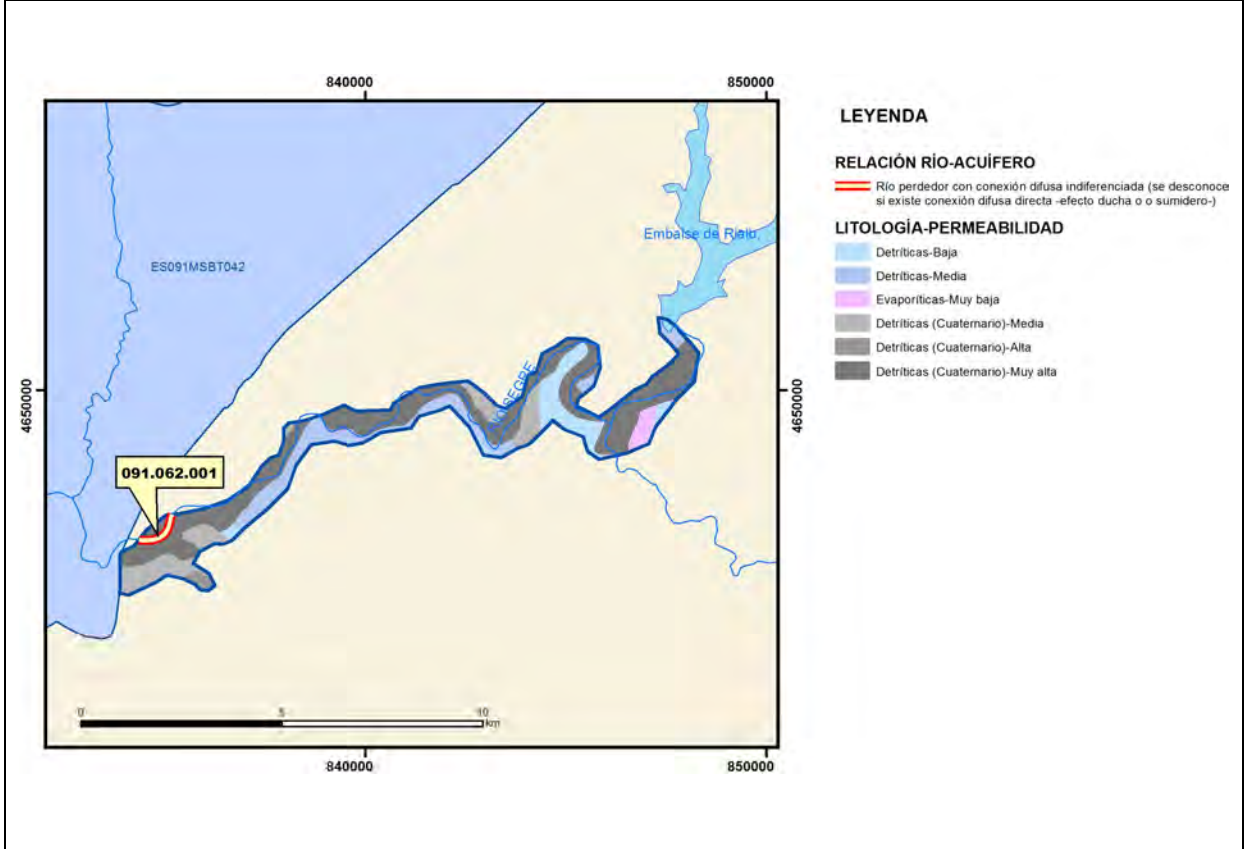 840000
850000
LEYENDA
RELACIÓN RÍO-ACUÍFERO
Río perdedor con conexión difusa indiferenciada (se desconoce
si existe conexión difusa directa -efecto ducha o o sumidero-)
LITOLOGÍA-PERMEABILIDAD
Detríticas-Baja
Detríticas-Media
Evaporíticas-Muy baja
Detríticas (Cuaternario)-Media
Detríticas (Cuaternario)-Alta
Detríticas (Cuaternario)-Muy alta
Embalse de Rialb,
ES091MSBT042
4650000
4650000
SEGRE
091.062.001
0
5
10
km
840000
850000